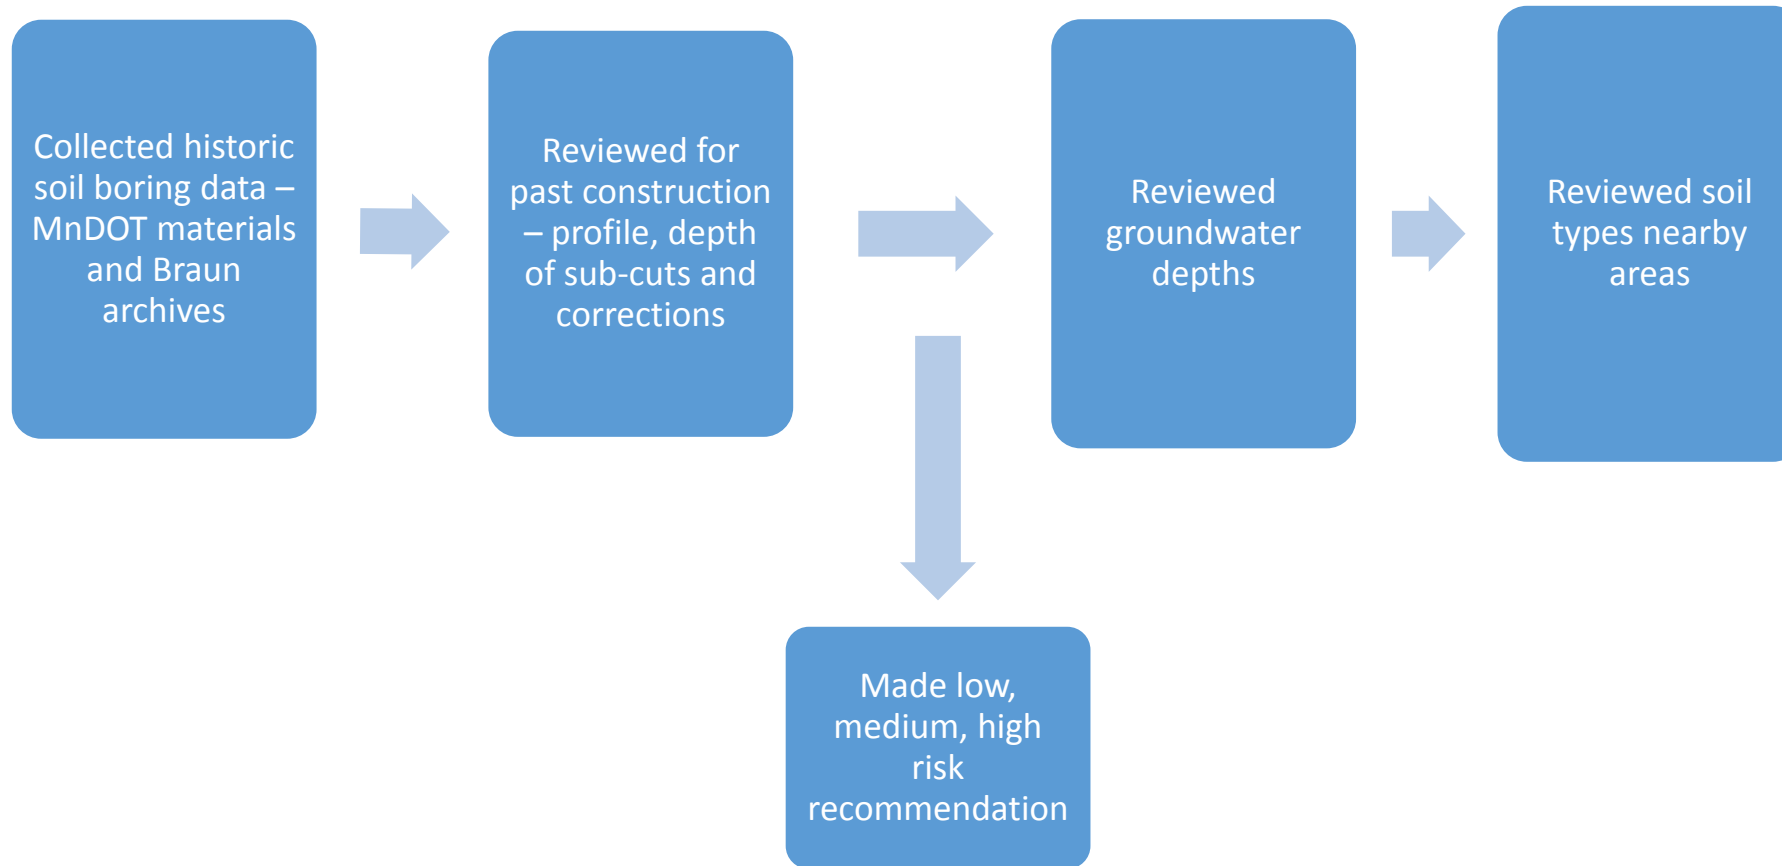 Collected historic
soil boring data –
MnDOT materials
and Braun
archives
Reviewed for
past construction
– profile, depth
of sub-cuts and
corrections
Reviewed
groundwater
depths
Reviewed soil
types nearby
areas
Made low,
medium, high
risk
recommendation